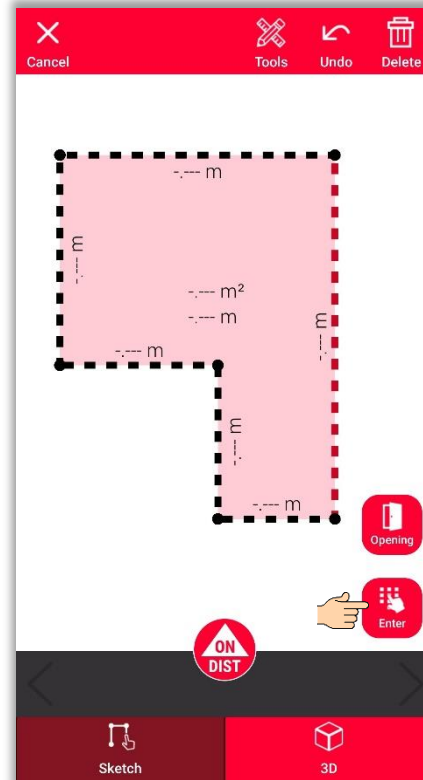 Cancel
Tools
Undo
Delete
-.--- m
-.--- m
-.--- m²
-.--- m
-.--- m
-.--- m
-.--- m
-.--- m
Opening
Enter
ON
DIST
Sketch
3D